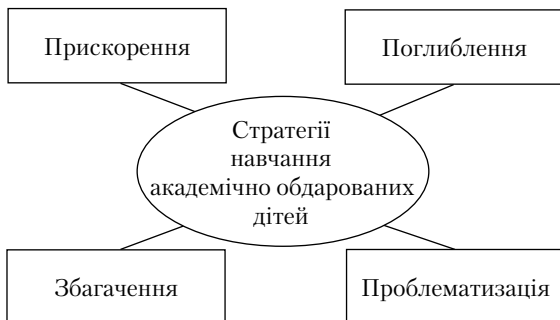 Прискорення
Поглиблення
Стратегії
навчання
академічно обдарованих
дітей
Збагачення
Проблематизація